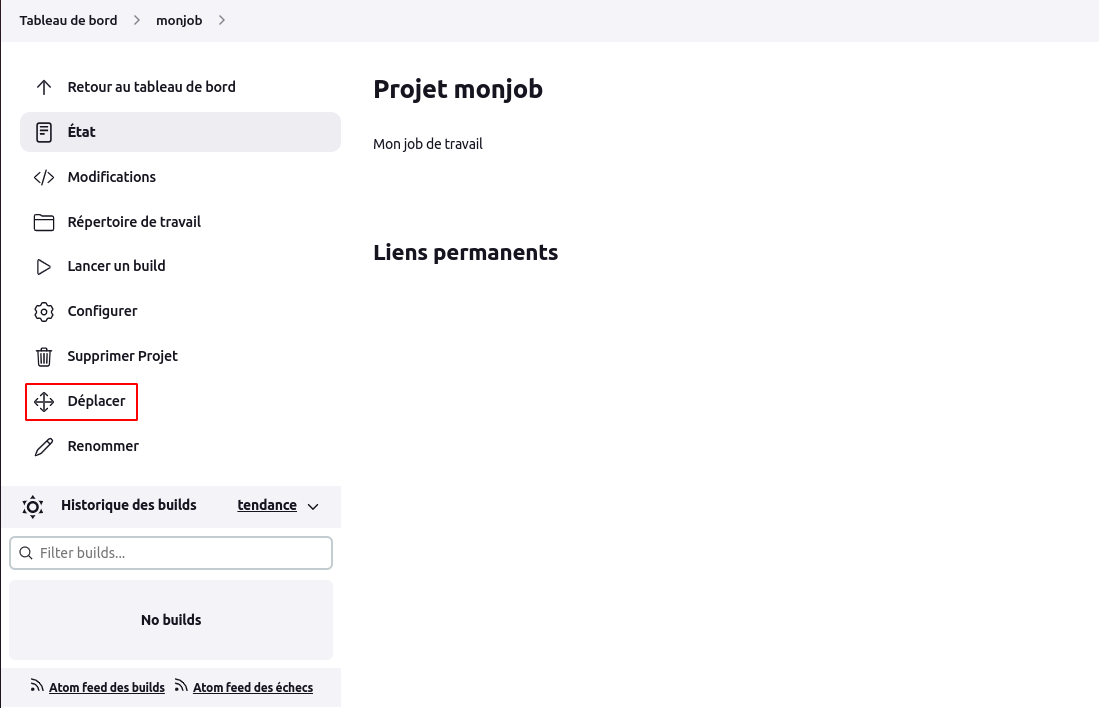 Tableau de bord > monjob >
Retour au tableau de bord
État
Modifications
Répertoire de travail
Lancer un build
Configurer
Supprimer Projet
Déplacer
Renommer
Historique des builds tendance
Filter builds...
No builds
Atom feed des builds Atom feed des échecs
Projet monjob
Mon job de travail
Liens permanents